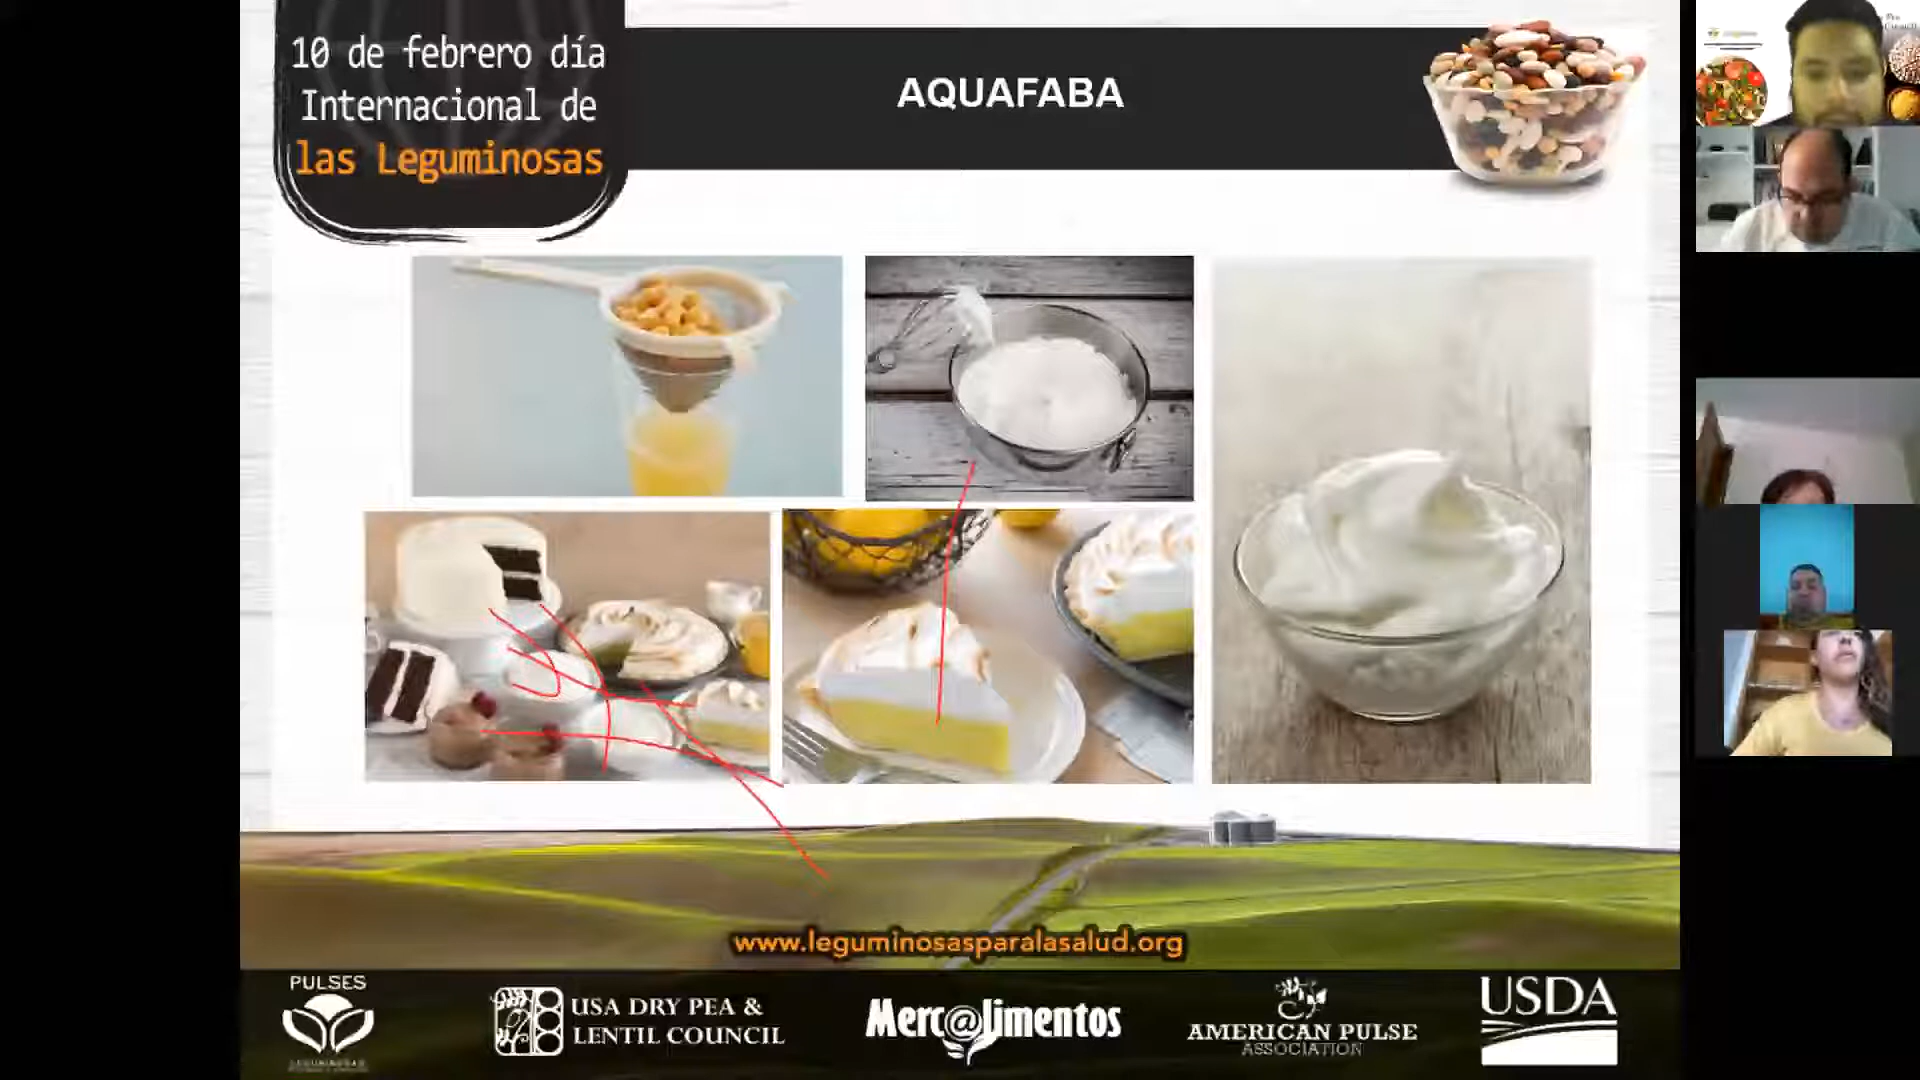 10 de febrero día
Internacional de
las Leguminosas
AQUAFABA
www.leguminosasparalasalud.org
PULSES
USA DRY PEA &
LENTIL COUNCIL
Merc@limentos
AMERICAN PULSE
ASSOCIATION
USDA